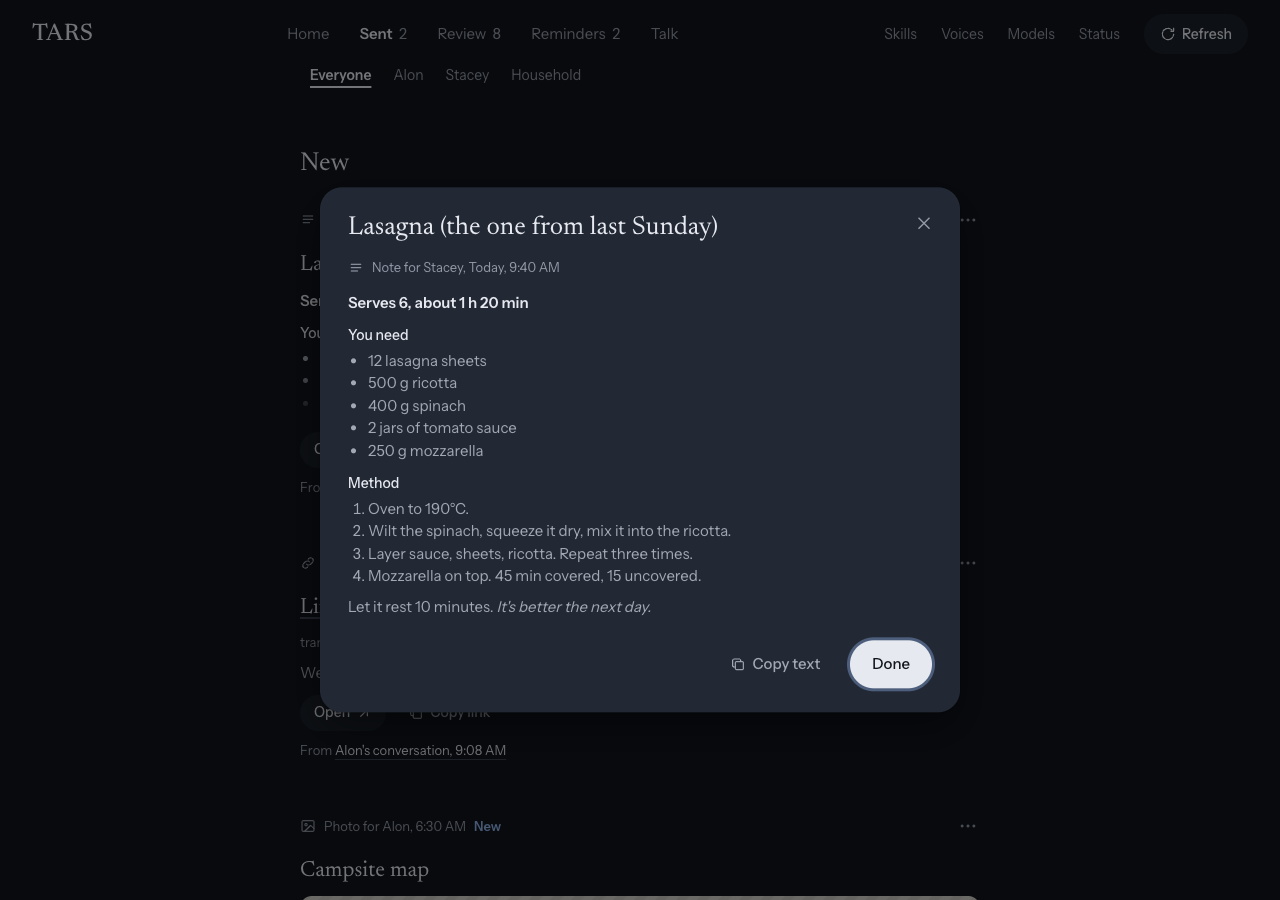 TARS
Home
Sent 2
Review 8
Reminders 2
Talk
Skills
Voices
Models
Status
Refresh
Everyone
Alon
Stacey
Household
New
Lasagna (the one from last Sunday)
Note for Stacey, Today, 9:40 AM
Serves 6, about 1 h 20 min
You need
• 12 lasagna sheets
• 500 g ricotta
• 400 g spinach
• 2 jars of tomato sauce
• 250 g mozzarella
Method
1. Oven to 190°C.
2. Wilt the spinach, squeeze it dry, mix it into the ricotta.
3. Layer sauce, sheets, ricotta. Repeat three times.
4. Mozzarella on top. 45 min covered, 15 uncovered.
Let it rest 10 minutes. It's better the next day.
Copy text
Done
Open
Copy link
From Alon's conversation, 9:08 AM
Photo for Alon, 6:30 AM New
Campsite map